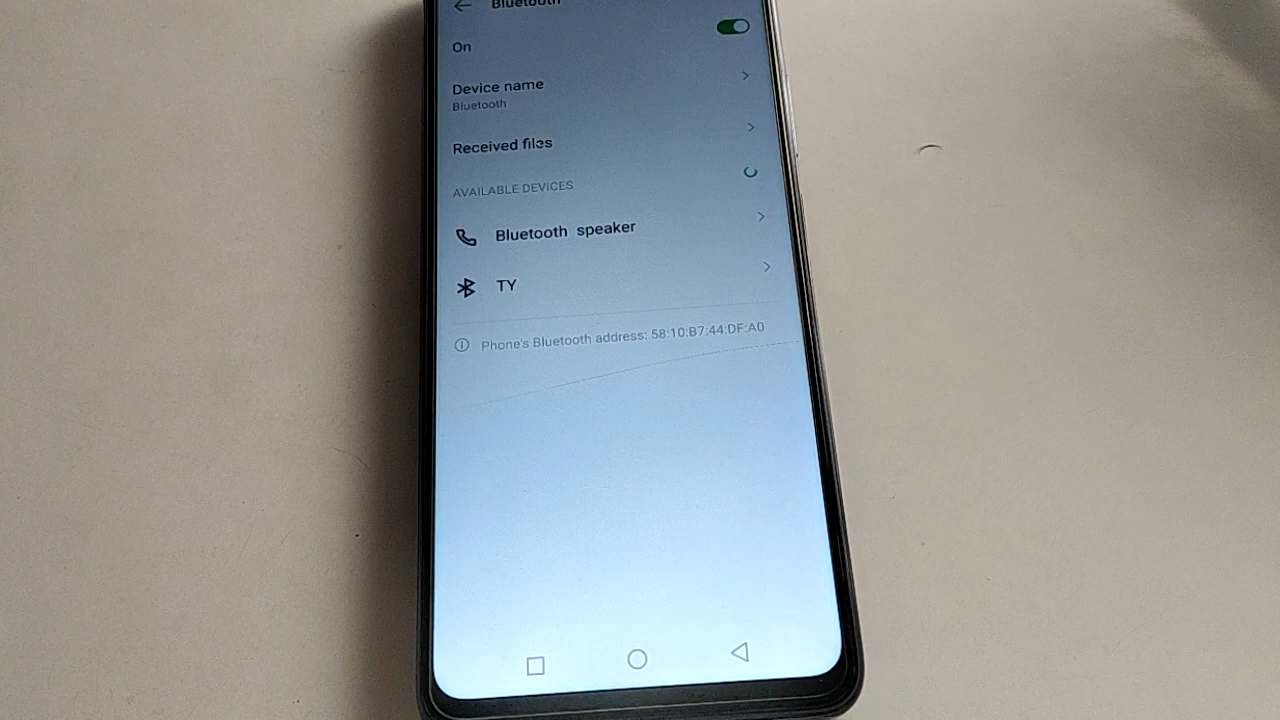 Bluetooth
On
Device name
Bluetooth
Received files
AVAILABLE DEVICES
Bluetooth speaker
TY
Phone's Bluetooth address: 58:10:B7:44:DF:A0